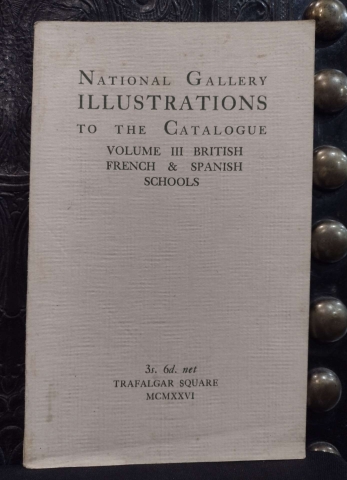 NATIONAL GALLERY
ILLUSTRATIONS
TO THE CATALOGUE
VOLUME III BRITISH
FRENCH & SPANISH
SCHOOLS
3s. 6d. net
TRAFALGAR SQUARE
MCMXXVI